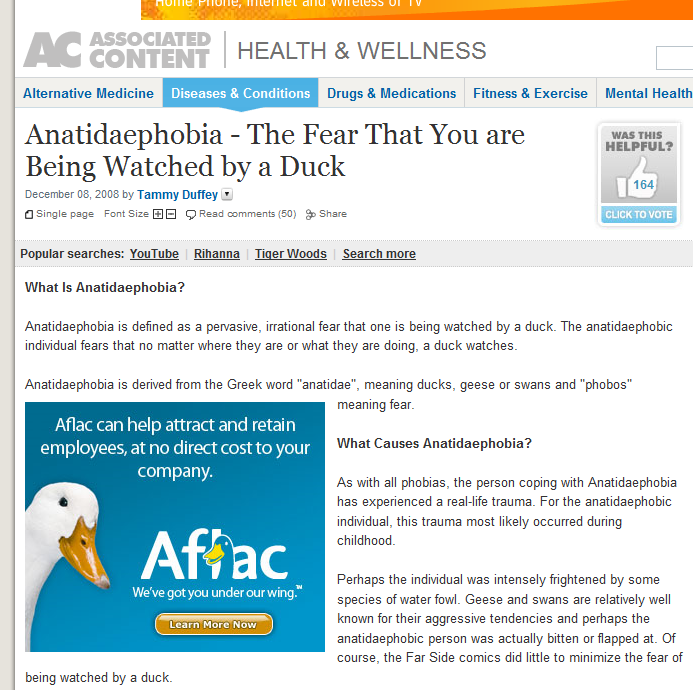 Home Phone, Internet and Wireless or TV
AC ASSOCIATED CONTENT
HEALTH & WELLNESS
Alternative Medicine
Diseases & Conditions
Drugs & Medications
Fitness & Exercise
Mental Health
Anatidaephobia - The Fear That You are
Being Watched by a Duck
December 08, 2008 by Tammy Duffey
Single page Font Size Read comments (50) Share
WAS THIS
HELPFUL?
164
CLICK TO VOTE
Popular searches: YouTube | Rihanna | Tiger Woods | Search more
What Is Anatidaephobia?
Anatidaephobia is defined as a pervasive, irrational fear that one is being watched by a duck. The anatidaephobic
individual fears that no matter where they are or what they are doing, a duck watches.
Anatidaephobia is derived from the Greek word "anatidae", meaning ducks, geese or swans and "phobos"
meaning fear.
Aflac can help attract and retain
employees, at no direct cost to your
company.
Aflac
We've got you under our wing.℠
Learn More Now
What Causes Anatidaephobia?
As with all phobias, the person coping with Anatidaephobia
has experienced a real-life trauma. For the anatidaephobic
individual, this trauma most likely occurred during
childhood.
Perhaps the individual was intensely frightened by some
species of water fowl. Geese and swans are relatively well
known for their aggressive tendencies and perhaps the
anatidaephobic person was actually bitten or flapped at. Of
course, the Far Side comics did little to minimize the fear of
being watched by a duck.